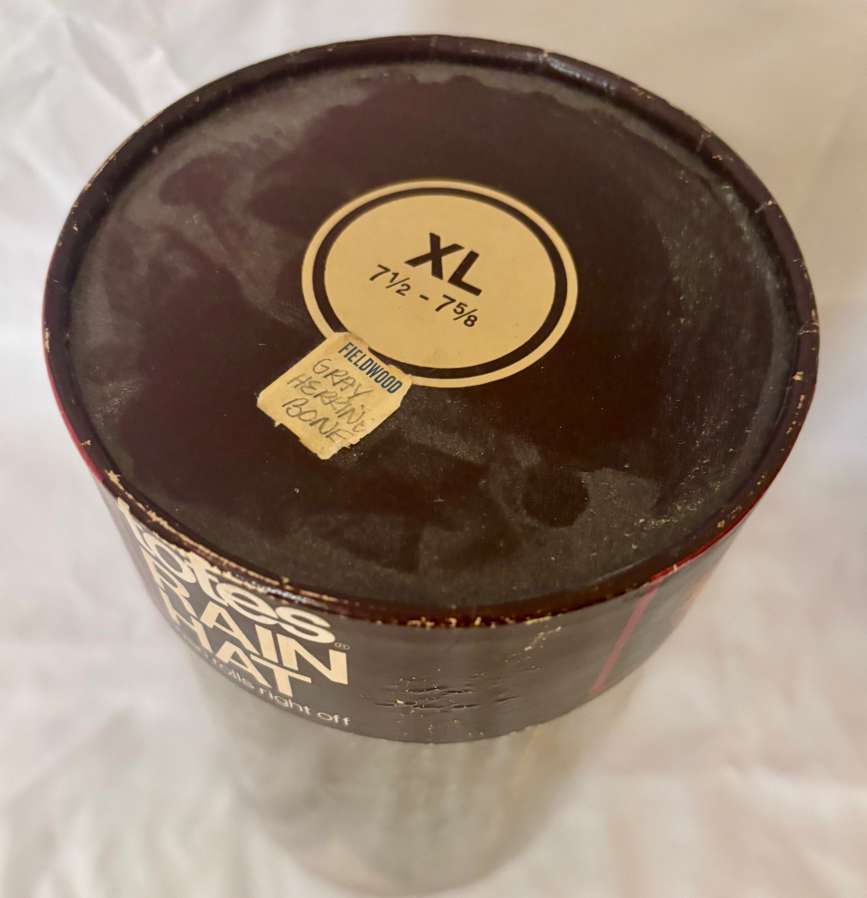 XL
7½ - 7⅝
FIELDWOOD
GRAY
HERRING
BONE
totes
RAIN
HAT®
rolls right off